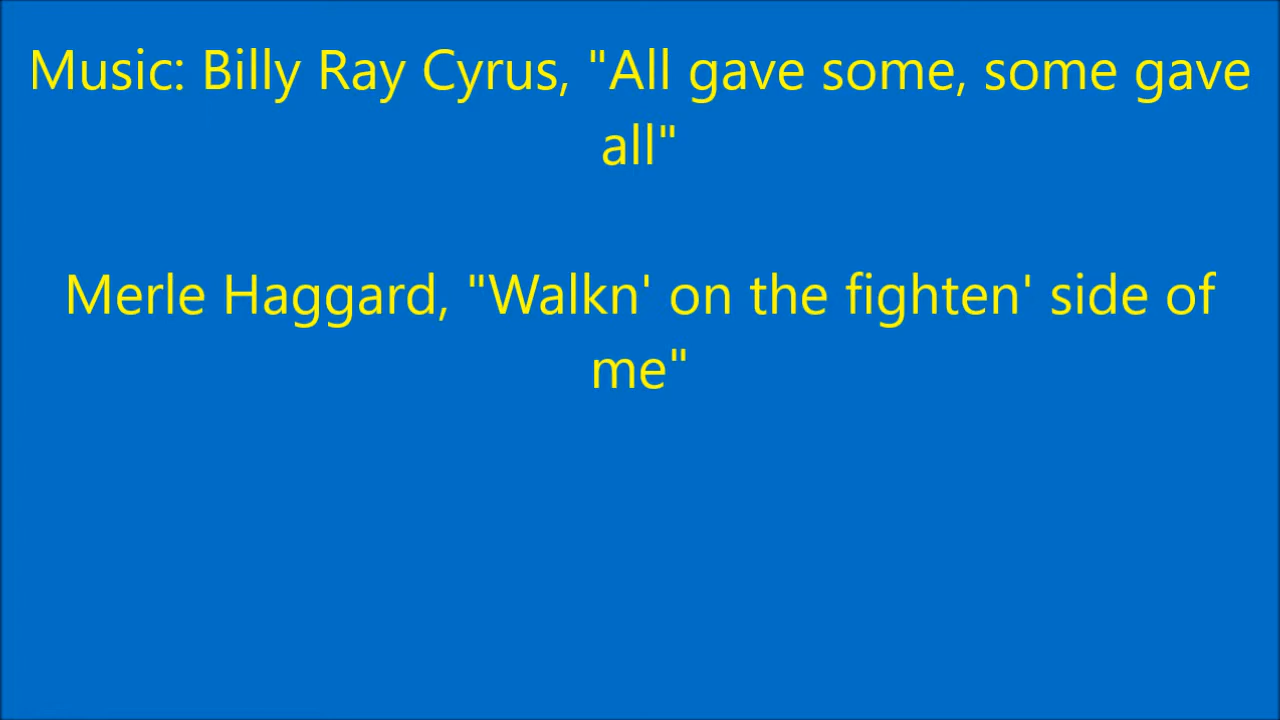 Music: Billy Ray Cyrus, "All gave some, some gave
all"
Merle Haggard, "Walkn' on the fighten' side of
me"